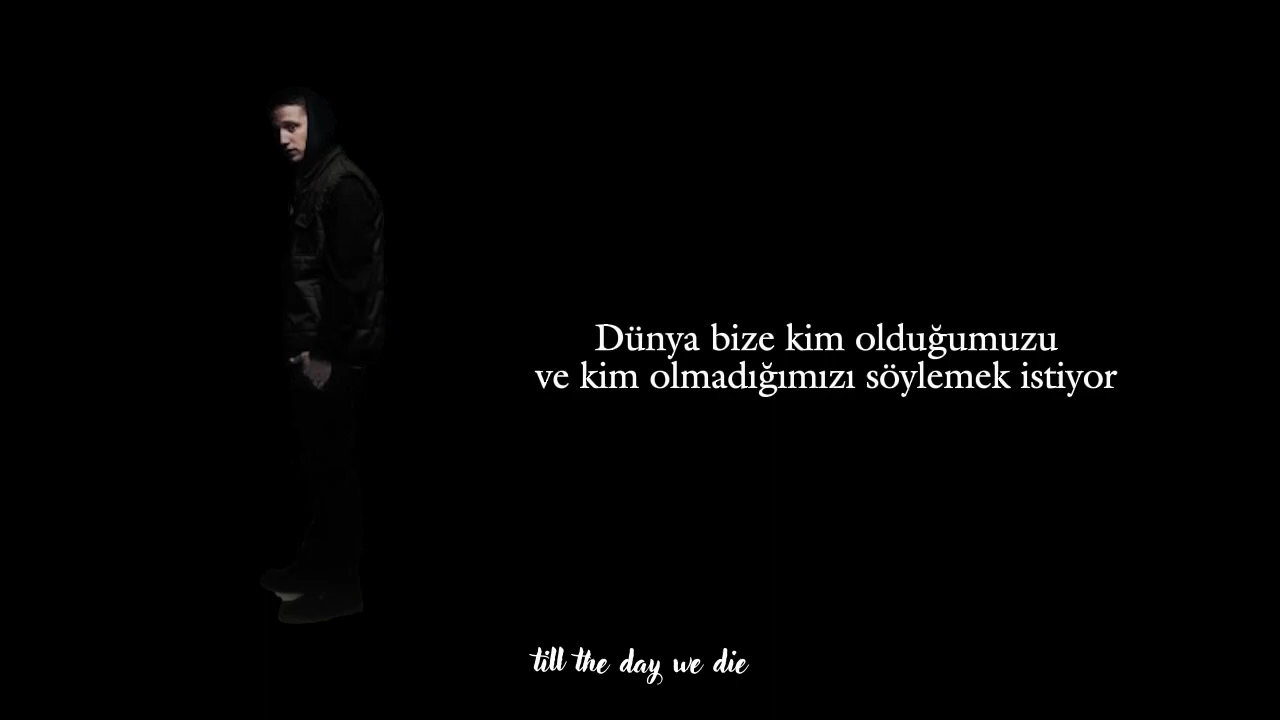 Dünya bize kim olduğumuzu
ve kim olmadığımızı söylemek istiyor
till the day we die